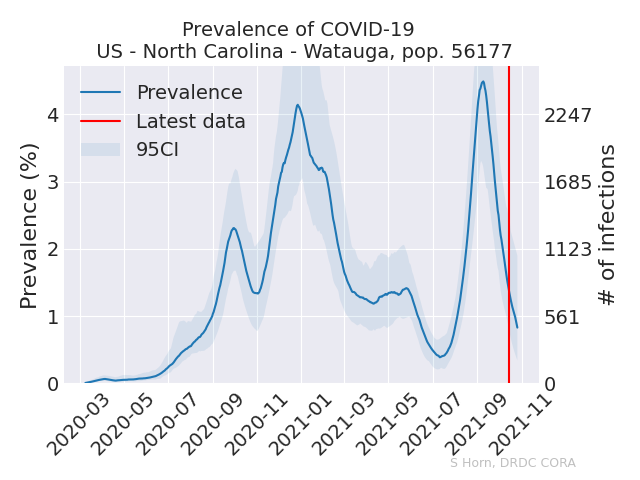 Prevalence of COVID-19
US - North Carolina - Watauga, pop. 56177
Prevalence
Latest data
95CI
Prevalence (%)
4
3
2
1
0
2247
1685
1123
561
0
# of infections
2020-03
2020-05
2020-07
2020-09
2020-11
2021-01
2021-03
2021-05
2021-07
2021-09
2021-11
S Horn, DRDC CORA